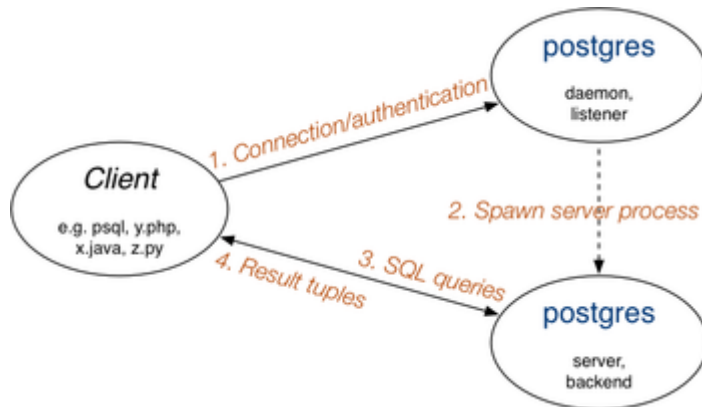 postgres
daemon,
listener
1. Connection/authentication
Client
e.g. psql, y.php,
x.java, z.py
2. Spawn server process
3. SQL queries
4. Result tuples
postgres
server,
backend